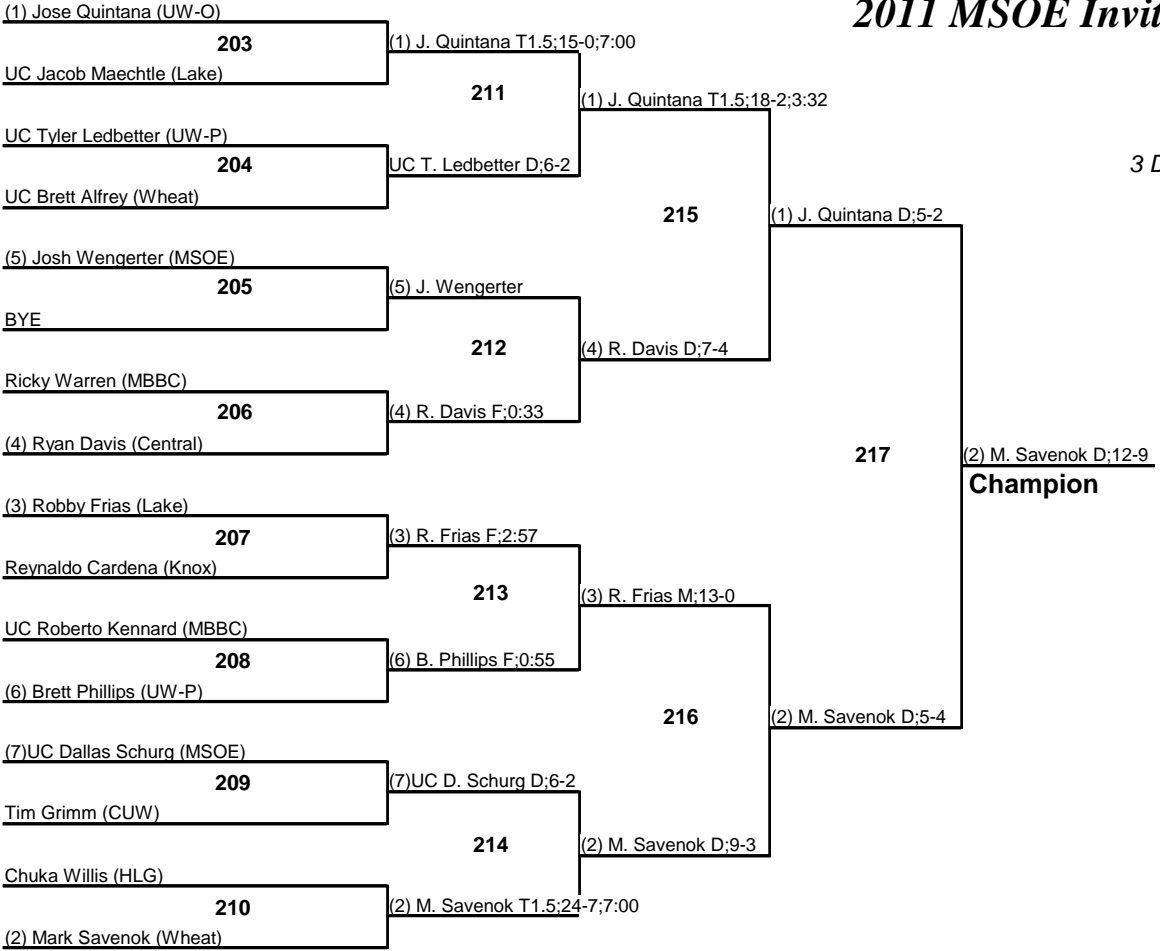 2011 MSOE Invit
(1) Jose Quintana (UW-O)
203
(1) J. Quintana T1.5;15-0;7:00
UC Jacob Maechtle (Lake)
211
(1) J. Quintana T1.5;18-2;3:32
UC Tyler Ledbetter (UW-P)
204
UC T. Ledbetter D;6-2
3 D
UC Brett Alfrey (Wheat)
215
(1) J. Quintana D;5-2
(5) Josh Wengerter (MSOE)
205
(5) J. Wengerter
BYE
212
(4) R. Davis D;7-4
Ricky Warren (MBBC)
206
(4) R. Davis F;0:33
(4) Ryan Davis (Central)
217
(2) M. Savenok D;12-9
Champion
(3) Robby Frias (Lake)
207
(3) R. Frias F;2:57
Reynaldo Cardena (Knox)
213
(3) R. Frias M;13-0
UC Roberto Kennard (MBBC)
208
(6) B. Phillips F;0:55
(6) Brett Phillips (UW-P)
216
(2) M. Savenok D;5-4
(7)UC Dallas Schurg (MSOE)
209
(7)UC D. Schurg D;6-2
Tim Grimm (CUW)
214
(2) M. Savenok D;9-3
Chuka Willis (HLG)
210
(2) M. Savenok T1.5;24-7;7:00
(2) Mark Savenok (Wheat)